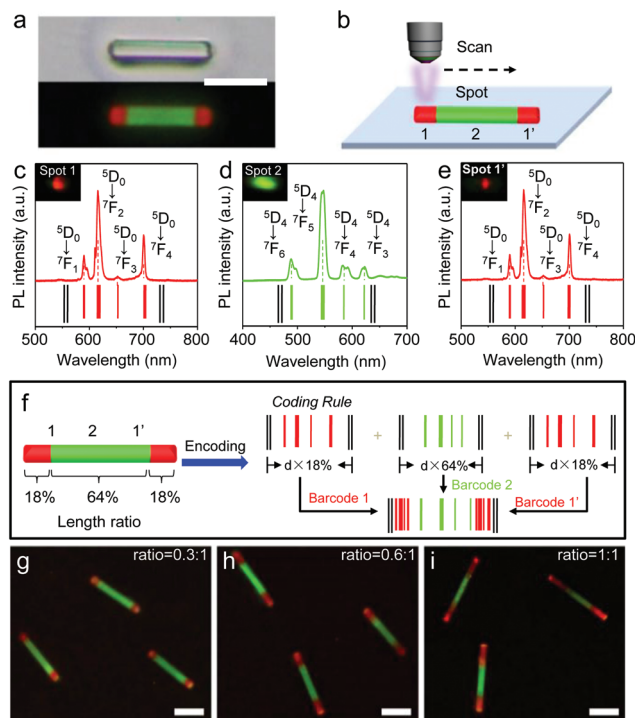 a
b
Scan
Spot
1 2 1'
c
Spot 1
PL intensity (a.u.)
⁵D₀
↓
⁷F₁
⁵D₀
↓
⁷F₂
⁵D₀
↓
⁷F₃
⁵D₀
↓
⁷F₄
500 600 700 800
Wavelength (nm)
d
Spot 2
PL intensity (a.u.)
⁵D₄
↓
⁷F₆
⁵D₄
↓
⁷F₅
⁵D₄
↓
⁷F₄
⁵D₄
↓
⁷F₃
400 500 600 700
Wavelength (nm)
e
Spot 1'
PL intensity (a.u.)
⁵D₀
↓
⁷F₁
⁵D₀
↓
⁷F₂
⁵D₀
↓
⁷F₃
⁵D₀
↓
⁷F₄
500 600 700 800
Wavelength (nm)
f
1 2 1'
18% 64% 18%
Length ratio
Encoding
Coding Rule
+ +
d×18% d×64% d×18%
Barcode 1 Barcode 2 Barcode 1'
g
ratio=0.3:1
h
ratio=0.6:1
i
ratio=1:1